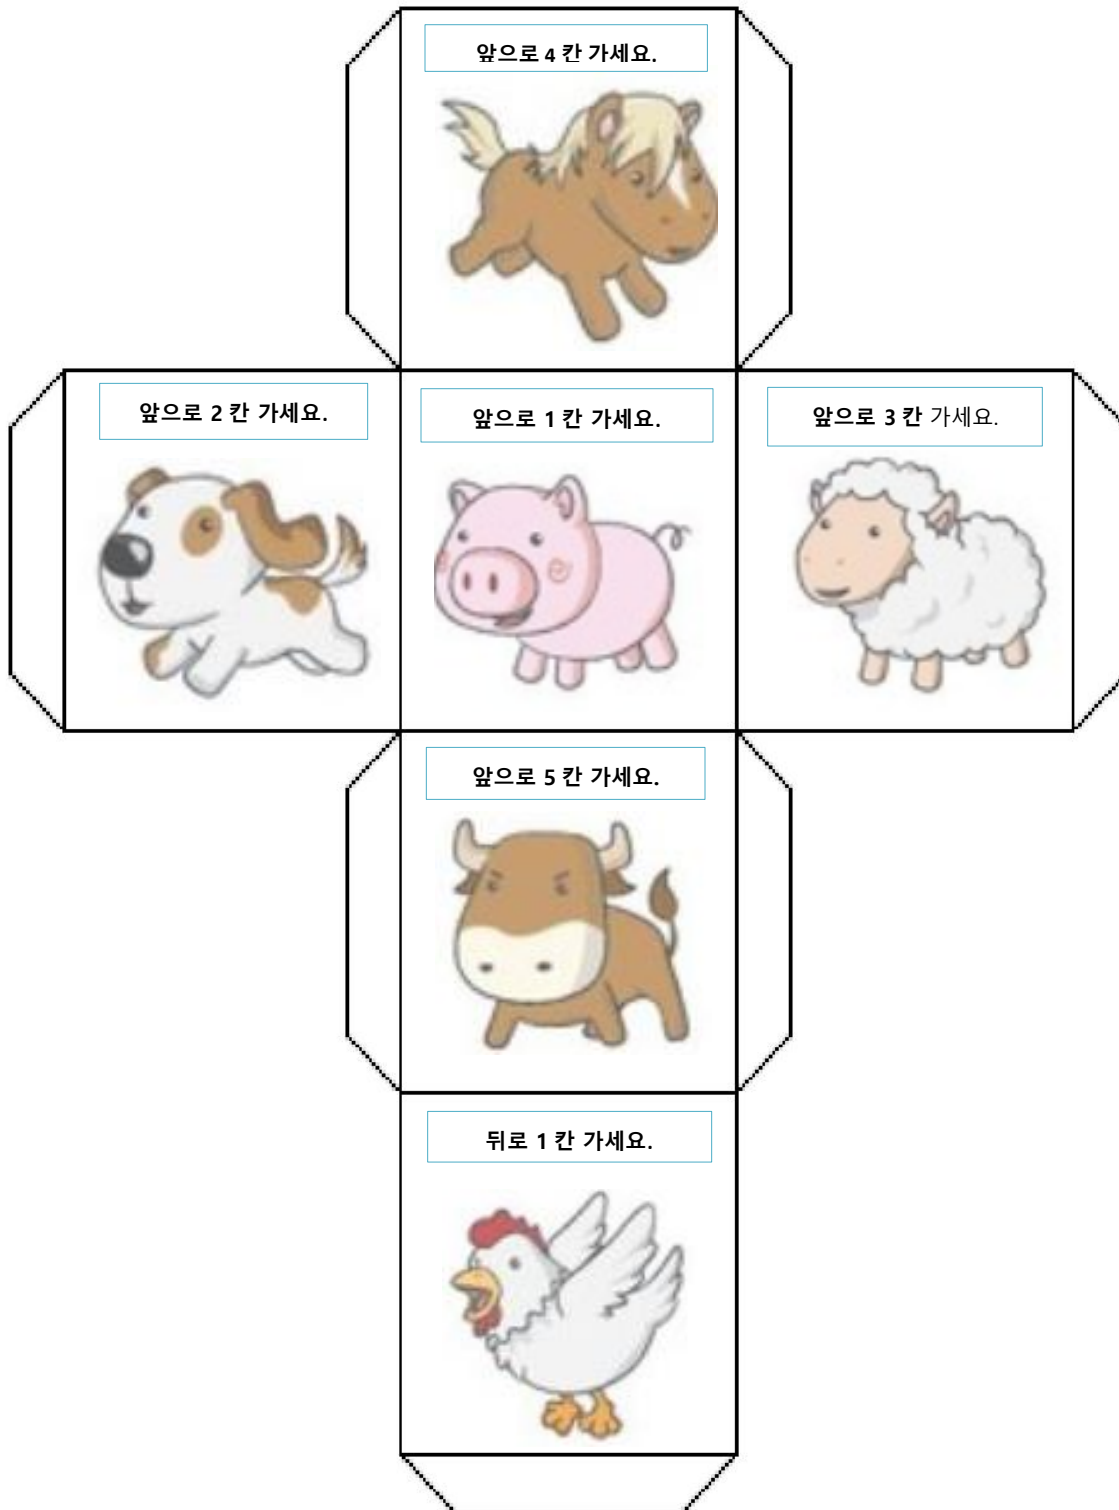 앞으로 4 칸 가세요.
앞으로 2 칸 가세요.
앞으로 1 칸 가세요.
앞으로 3 칸 가세요.
앞으로 5 칸 가세요.
뒤로 1 칸 가세요.